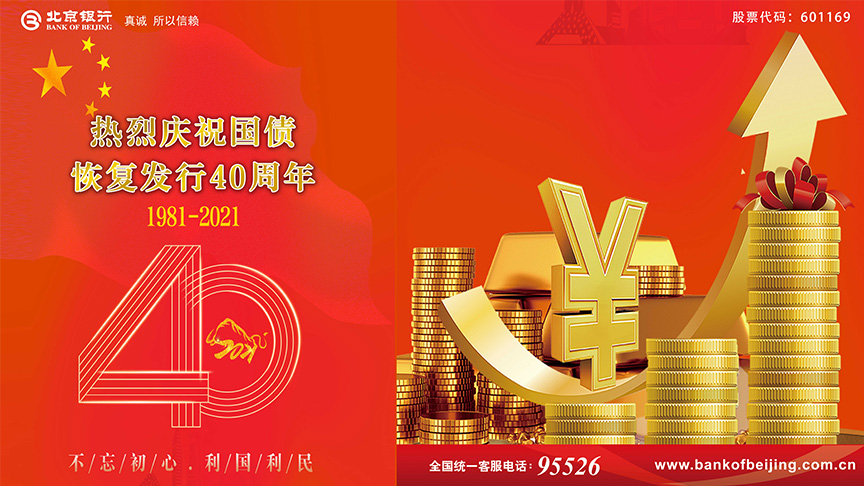 北京银行
BANK OF BEIJING
真诚 所以信赖
股票代码：601169
热烈庆祝国债
恢复发行40周年
1981-2021
40
不/忘/初/心.利/国/利/民
¥
全国统一客服电话：95526
www.bankofbeijing.com.cn